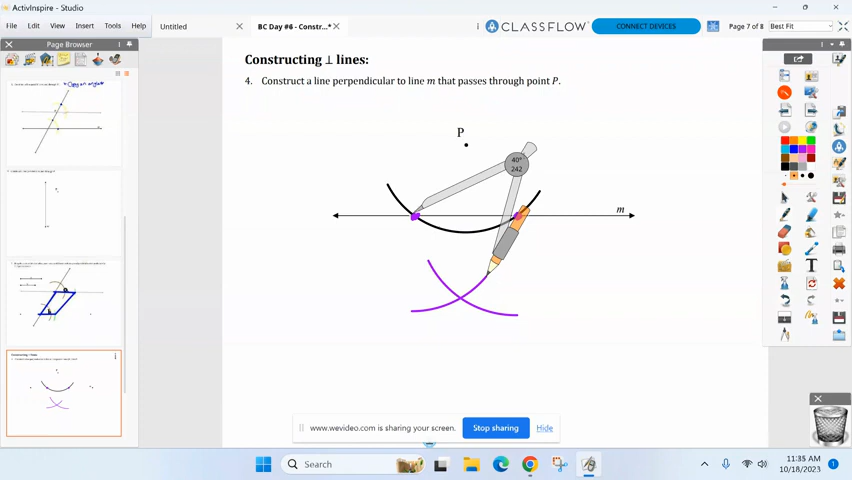 ActivInspire - Studio
File Edit View Insert Tools Help
Untitled
BC Day #6 - Constr...*
CLASSFLOW
CONNECT DEVICES
Page 7 of 8
Best Fit
Page Browser
Constructing ⊥ lines:
4. Construct a line perpendicular to line m that passes through point P.
P
40°
242
m
www.wevideo.com is sharing your screen.
Stop sharing
Hide
Search
11:35 AM
10/18/2023